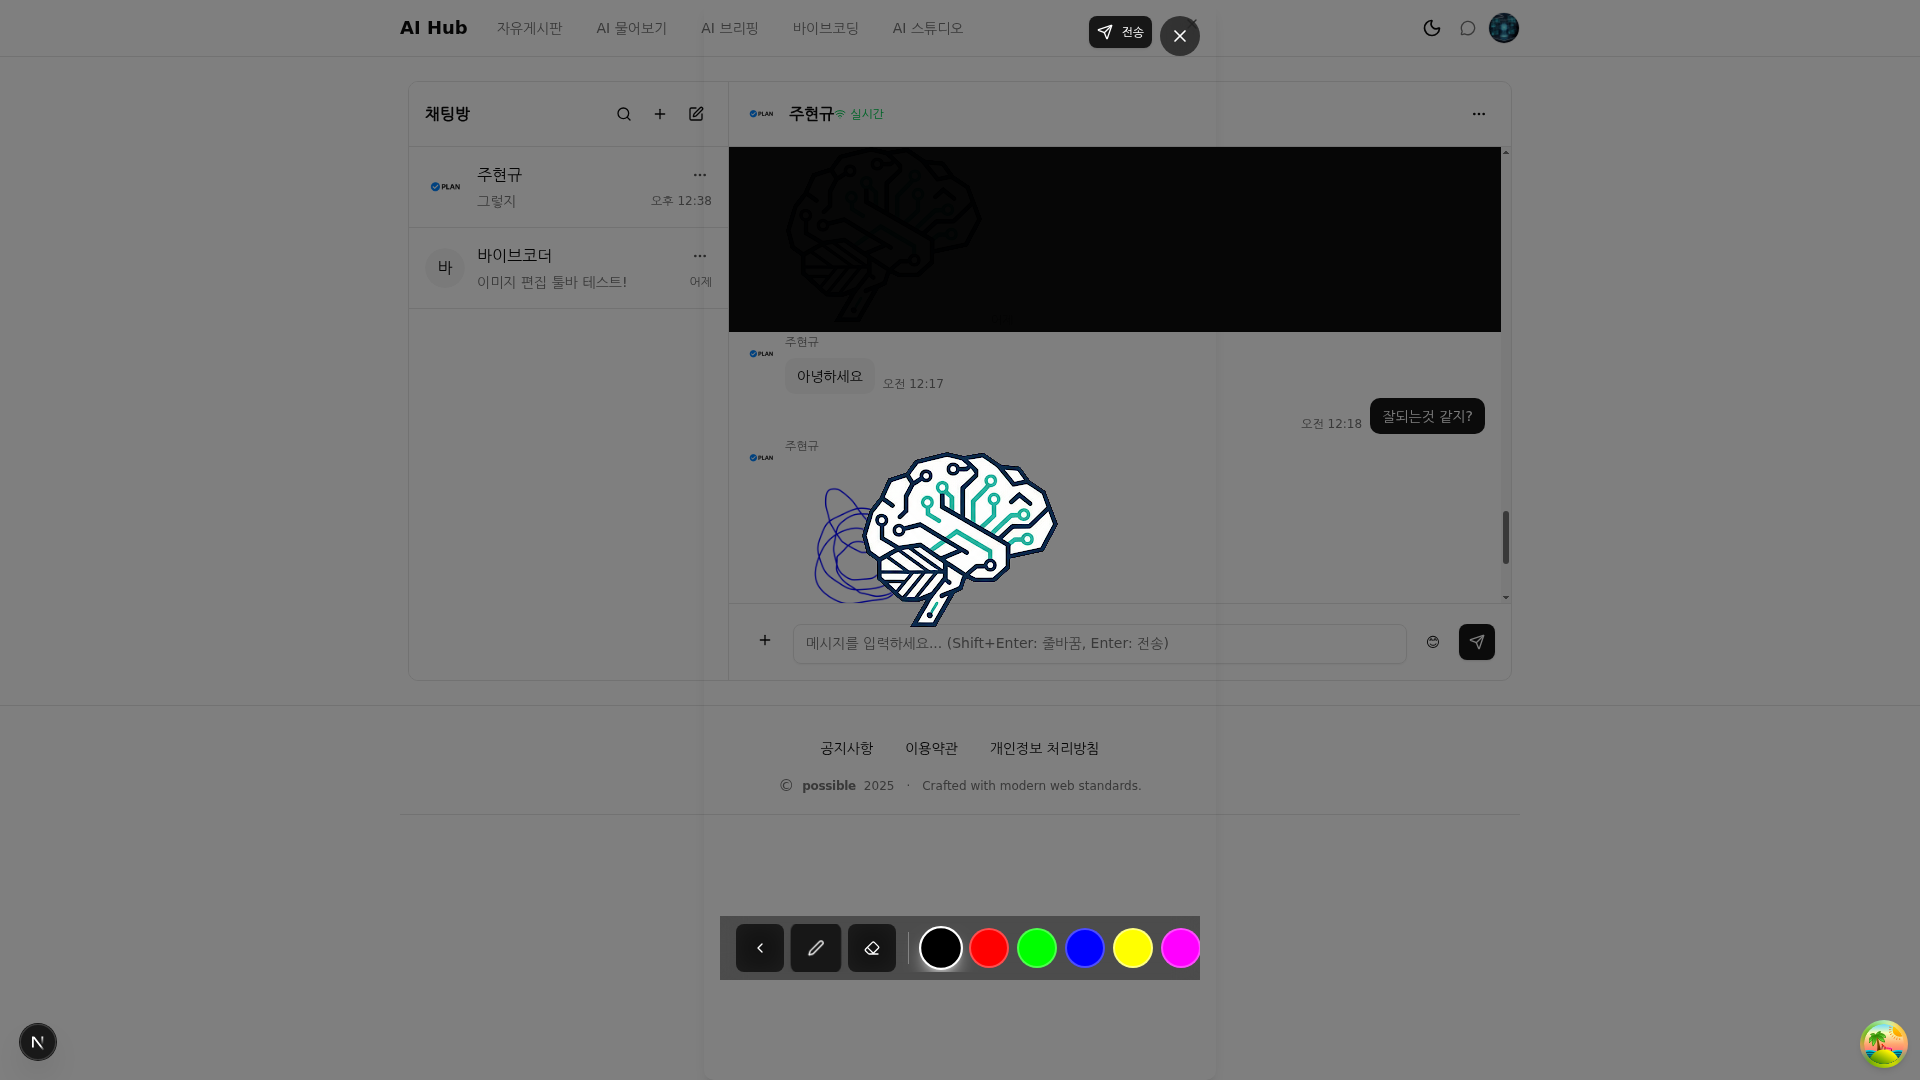 AI Hub 자유게시판 AI 물어보기 AI 브리핑 바이브코딩 AI 스튜디오 전송
채팅방
PLAN 주현규 실시간
PLAN 주현규
그렇지 오후 12:38
바 바이브코더
이미지 편집 툴바 테스트! 어제
주현규
PLAN
아녕하세요 오전 12:17
오전 12:18 잘되는것 같지?
주현규
PLAN
메시지를 입력하세요... (Shift+Enter: 줄바꿈, Enter: 전송)
공지사항 이용약관 개인정보 처리방침
© possible 2025 · Crafted with modern web standards.
N